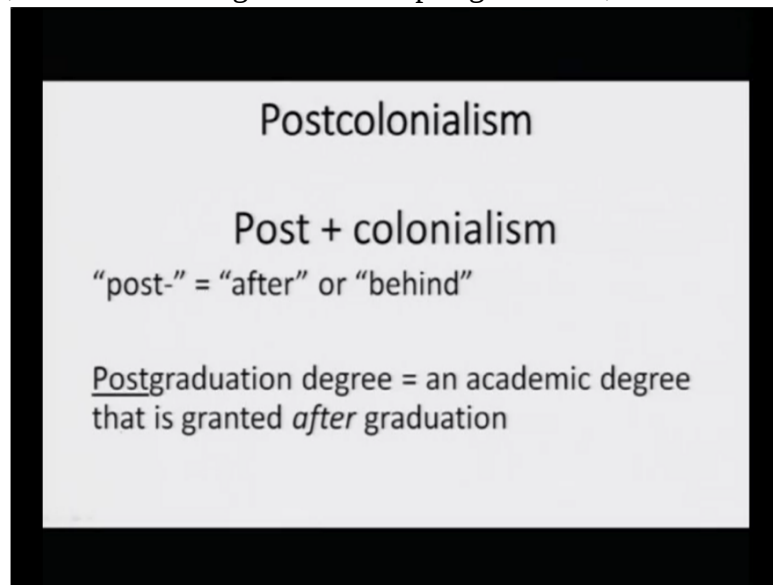 Postcolonialism
Post + colonialism
“post-” = “after” or “behind”
Postgraduation degree = an academic degree
that is granted after graduation